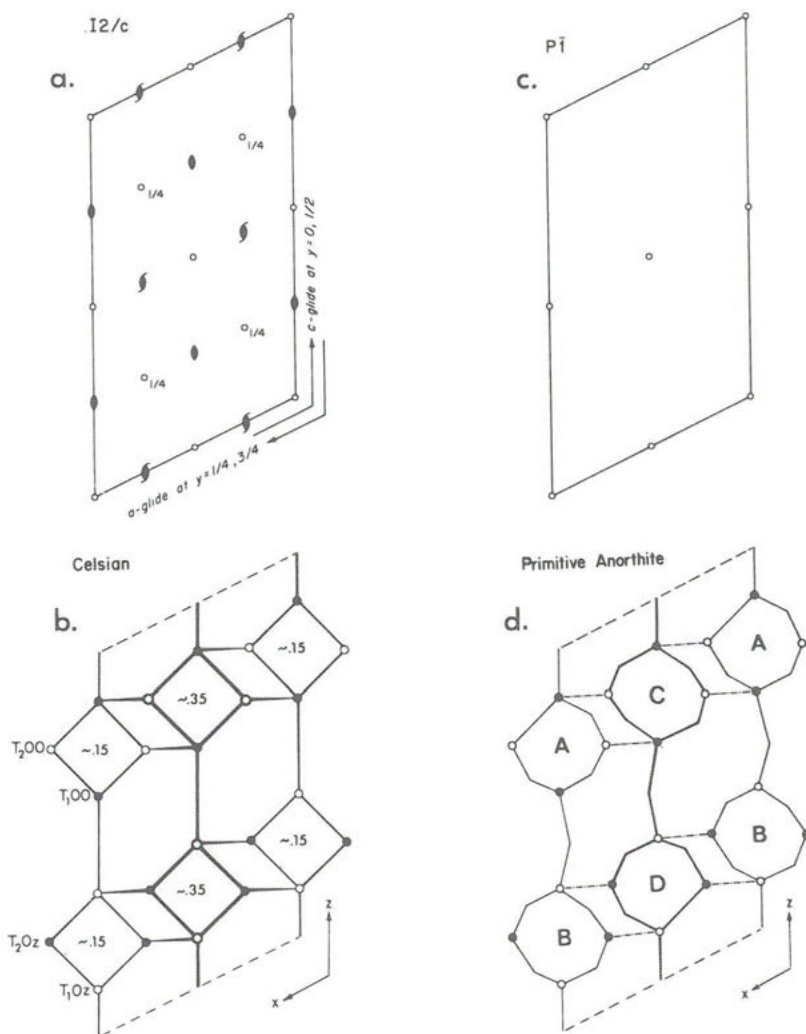 .I2/c
a.
1/4
1/4
1/4
1/4
c-glide at y=0, 1/2
a-glide at y=1/4, 3/4
P1̄
c.
Celsian
b.
~.15
~.35
~.15
T₂OO
T₁OO
~.15
~.35
~.15
T₂Oz
T₁Oz
z
x
Primitive Anorthite
d.
A
C
A
B
D
B
z
x